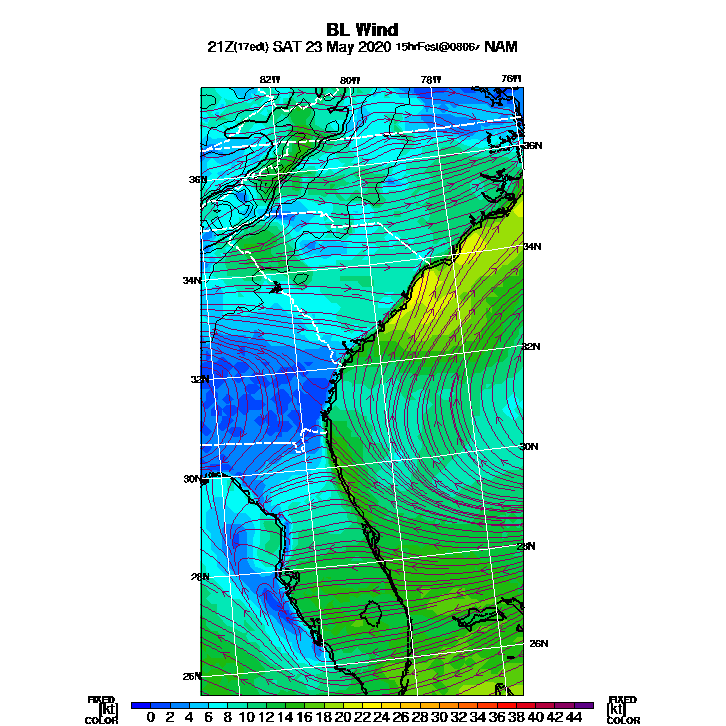 BL Wind
21Z(17edt) SAT 23 May 2020 15hrFcst@0806z NAM
82W 80W 78W 76W
36N
36N
34N
34N
32N
32N
30N
30N
28N
28N
26N
26N
FIXED FIXED
[kt] 0 2 4 6 8 10 12 14 16 18 20 22 24 26 28 30 32 34 36 38 40 42 44 [kt]
COLOR COLOR